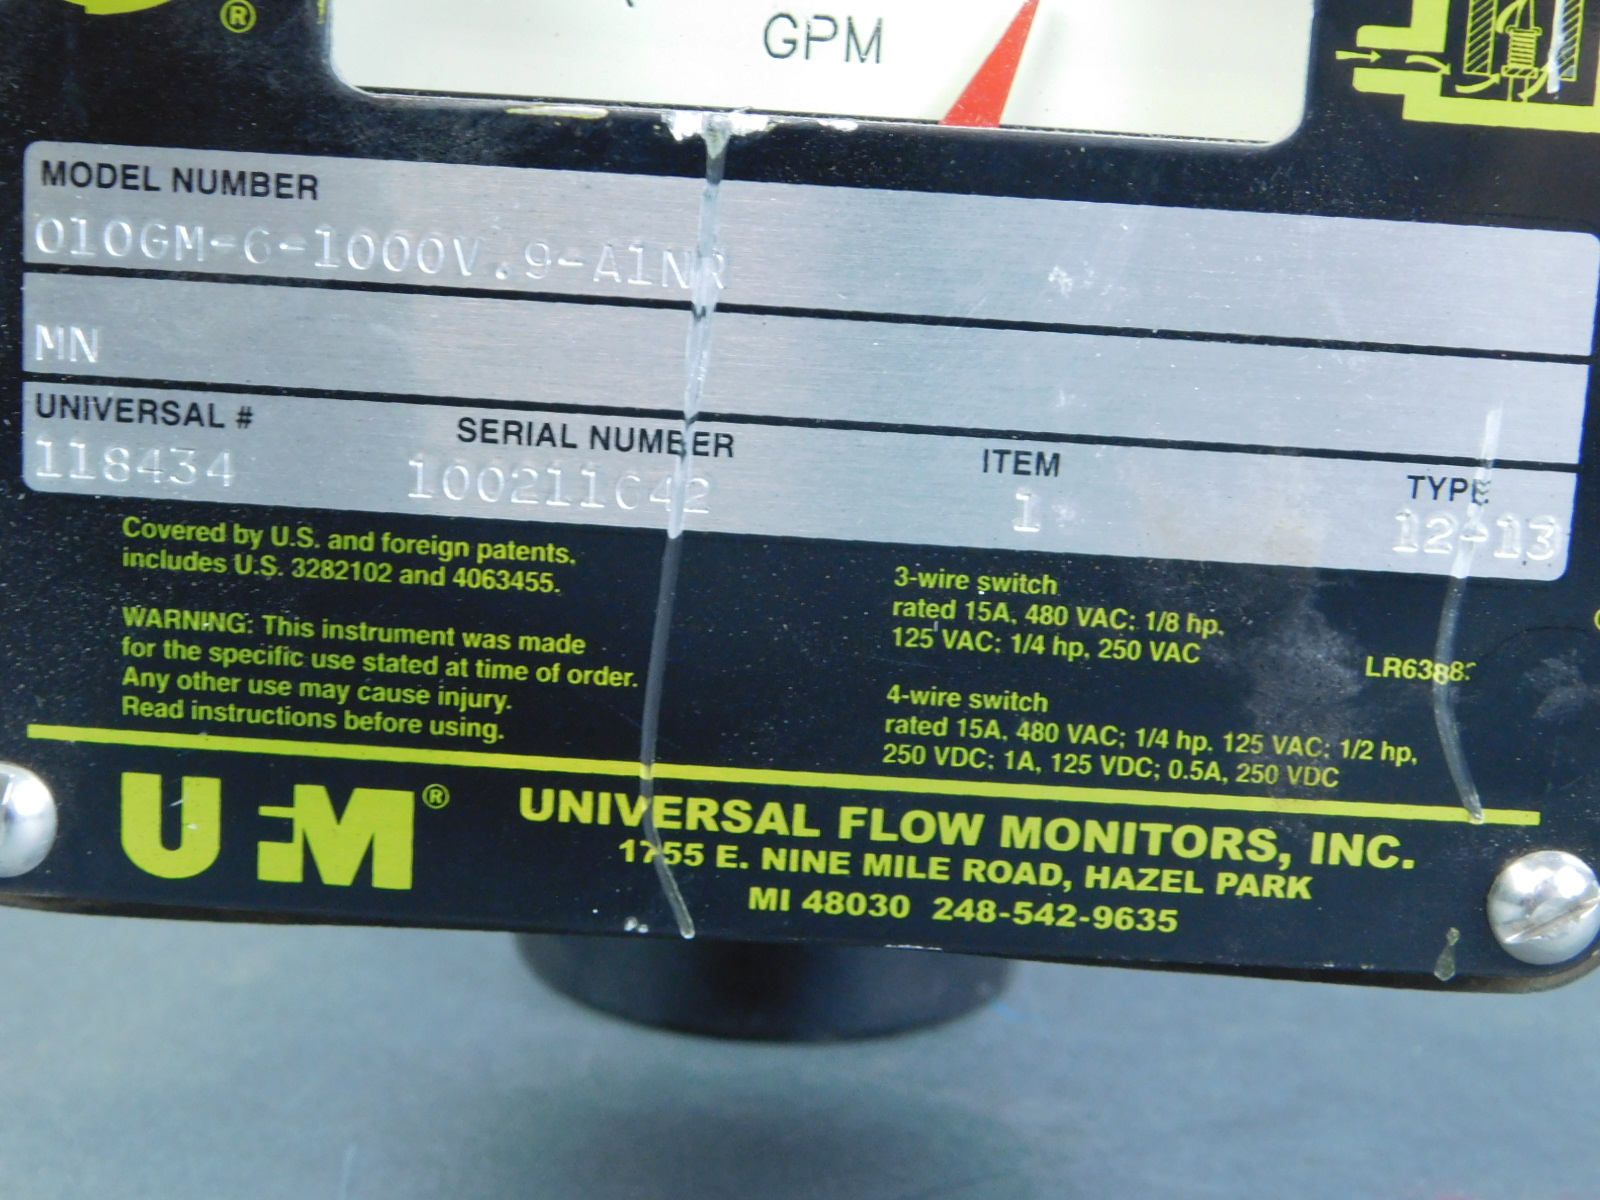 ®
GPM
MODEL NUMBER
010GM-6-1000V.9-A1NR
MN
UNIVERSAL # SERIAL NUMBER ITEM TYPE
118434 100211C42 1 12-13
Covered by U.S. and foreign patents,
includes U.S. 3282102 and 4063455.
WARNING: This instrument was made
for the specific use stated at time of order.
Any other use may cause injury.
Read instructions before using.
3-wire switch
rated 15A, 480 VAC; 1/8 hp,
125 VAC; 1/4 hp, 250 VAC
4-wire switch
rated 15A, 480 VAC; 1/4 hp. 125 VAC; 1/2 hp,
250 VDC; 1A, 125 VDC; 0.5A, 250 VDC
UFM®
UNIVERSAL FLOW MONITORS, INC.
1755 E. NINE MILE ROAD, HAZEL PARK
MI 48030 248-542-9635